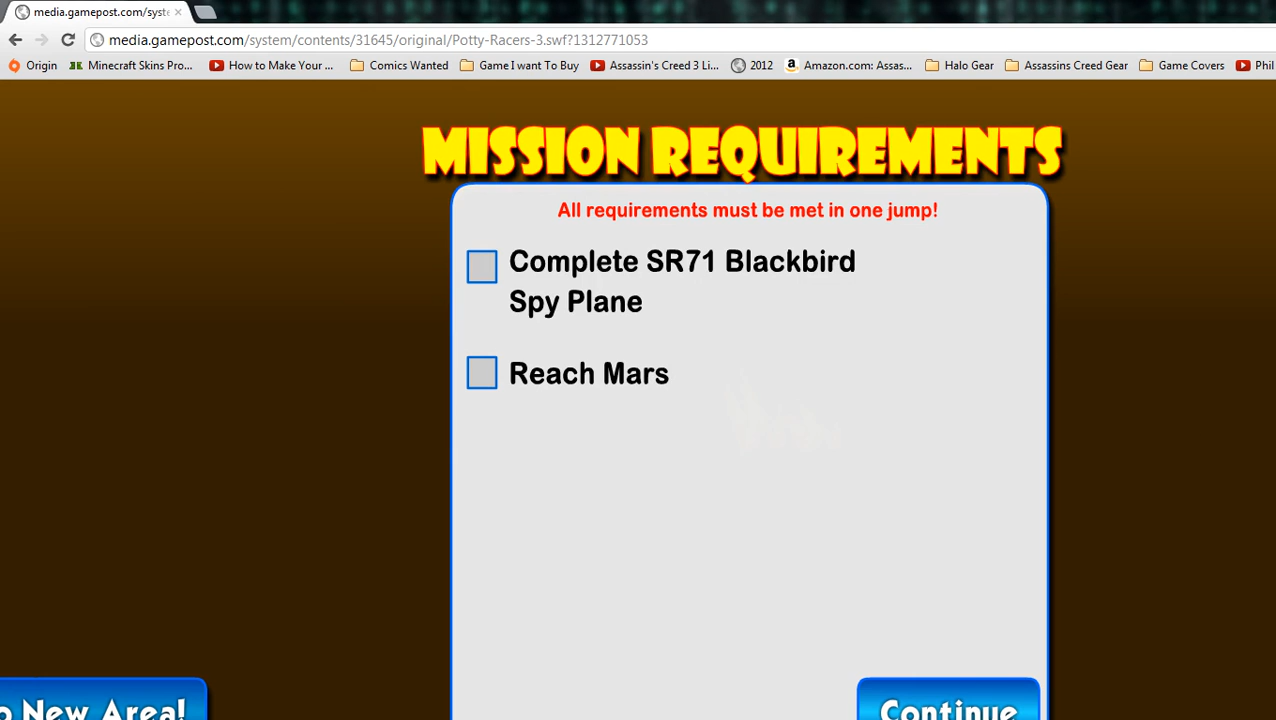 media.gamepost.com/syste
media.gamepost.com/system/contents/31645/original/Potty-Racers-3.swf?1312771053
Origin Minecraft Skins Pro... How to Make Your ... Comics Wanted Game I want To Buy Assassin's Creed 3 Li... 2012 Amazon.com: Assas... Halo Gear Assassins Creed Gear Game Covers Phil
MISSION REQUIREMENTS
All requirements must be met in one jump!
Complete SR71 Blackbird
Spy Plane
Reach Mars
o New Area!
Continue